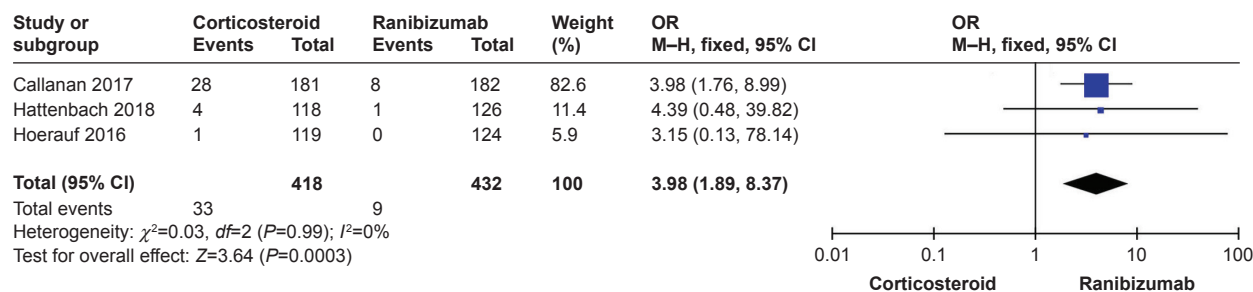 Study or subgroup Corticosteroid Events Total Ranibizumab Events Total Weight (%) OR M–H, fixed, 95% CI OR M–H, fixed, 95% CI
Callanan 2017 28 181 8 182 82.6 3.98 (1.76, 8.99)
Hattenbach 2018 4 118 1 126 11.4 4.39 (0.48, 39.82)
Hoerauf 2016 1 119 0 124 5.9 3.15 (0.13, 78.14)
Total (95% CI) 418 432 100 3.98 (1.89, 8.37)
Total events 33 9
Heterogeneity: χ²=0.03, df=2 (P=0.99); I²=0%
Test for overall effect: Z=3.64 (P=0.0003)
0.01 0.1 1 10 100
Corticosteroid Ranibizumab